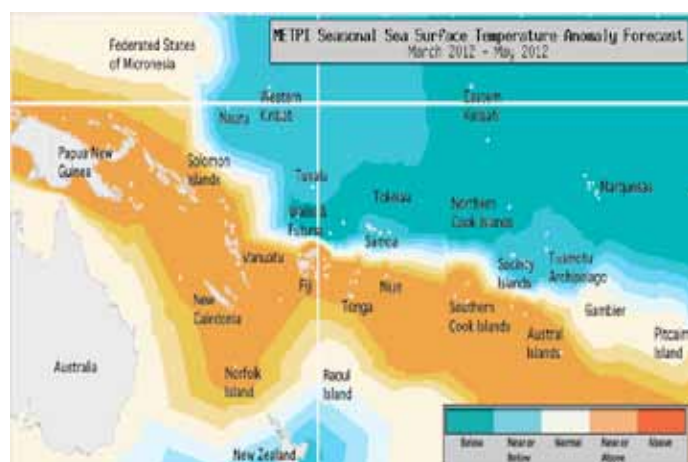 METPI Seasonal Sea Surface Temperature Anomaly Forecast
March 2012 - May 2012
Federated States
of Micronesia
Nauru
Western
Kiribati
Eastern
Kiribati
Papua New
Guinea
Solomon
Islands
Tuvalu
Tokelau
Northern
Cook Islands
Marquesas
Wallis &
Futuna
Samoa
Vanuatu
Fiji
Tonga
Niue
Society
Islands
Tuamotu
Archipelago
New
Caledonia
Southern
Cook Islands
Austral
Islands
Gambier
Pitcairn
Island
Australia
Norfolk
Island
Raoul
Island
New Zealand
Below
Near or
Below
Normal
Near or
Above
Above